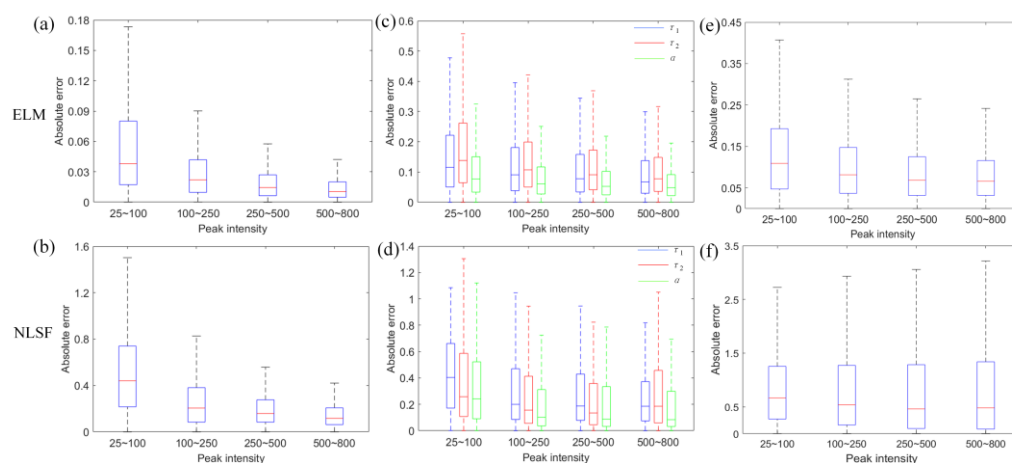 (a)
0.18
0.15
0.12
0.09
0.06
0.03
0
Absolute error
25~100 100~250 250~500 500~800
Peak intensity
ELM
(c)
0.6
0.5
0.4
0.3
0.2
0.1
0
Absolute error
τ1
τ2
α
25~100 100~250 250~500 500~800
Peak intensity
(e)
0.45
0.35
0.25
0.15
0.05
Absolute error
25~100 100~250 250~500 500~800
Peak intensity
(b)
1.6
1.2
0.8
0.4
0
Absolute error
25~100 100~250 250~500 500~800
Peak intensity
NLSF
(d)
1.4
1.2
1
0.8
0.6
0.4
0.2
0
Absolute error
τ1
τ2
α
25~100 100~250 250~500 500~800
Peak intensity
(f)
3.5
2.5
1.5
0.5
0
Absolute error
25~100 100~250 250~500 500~800
Peak intensity